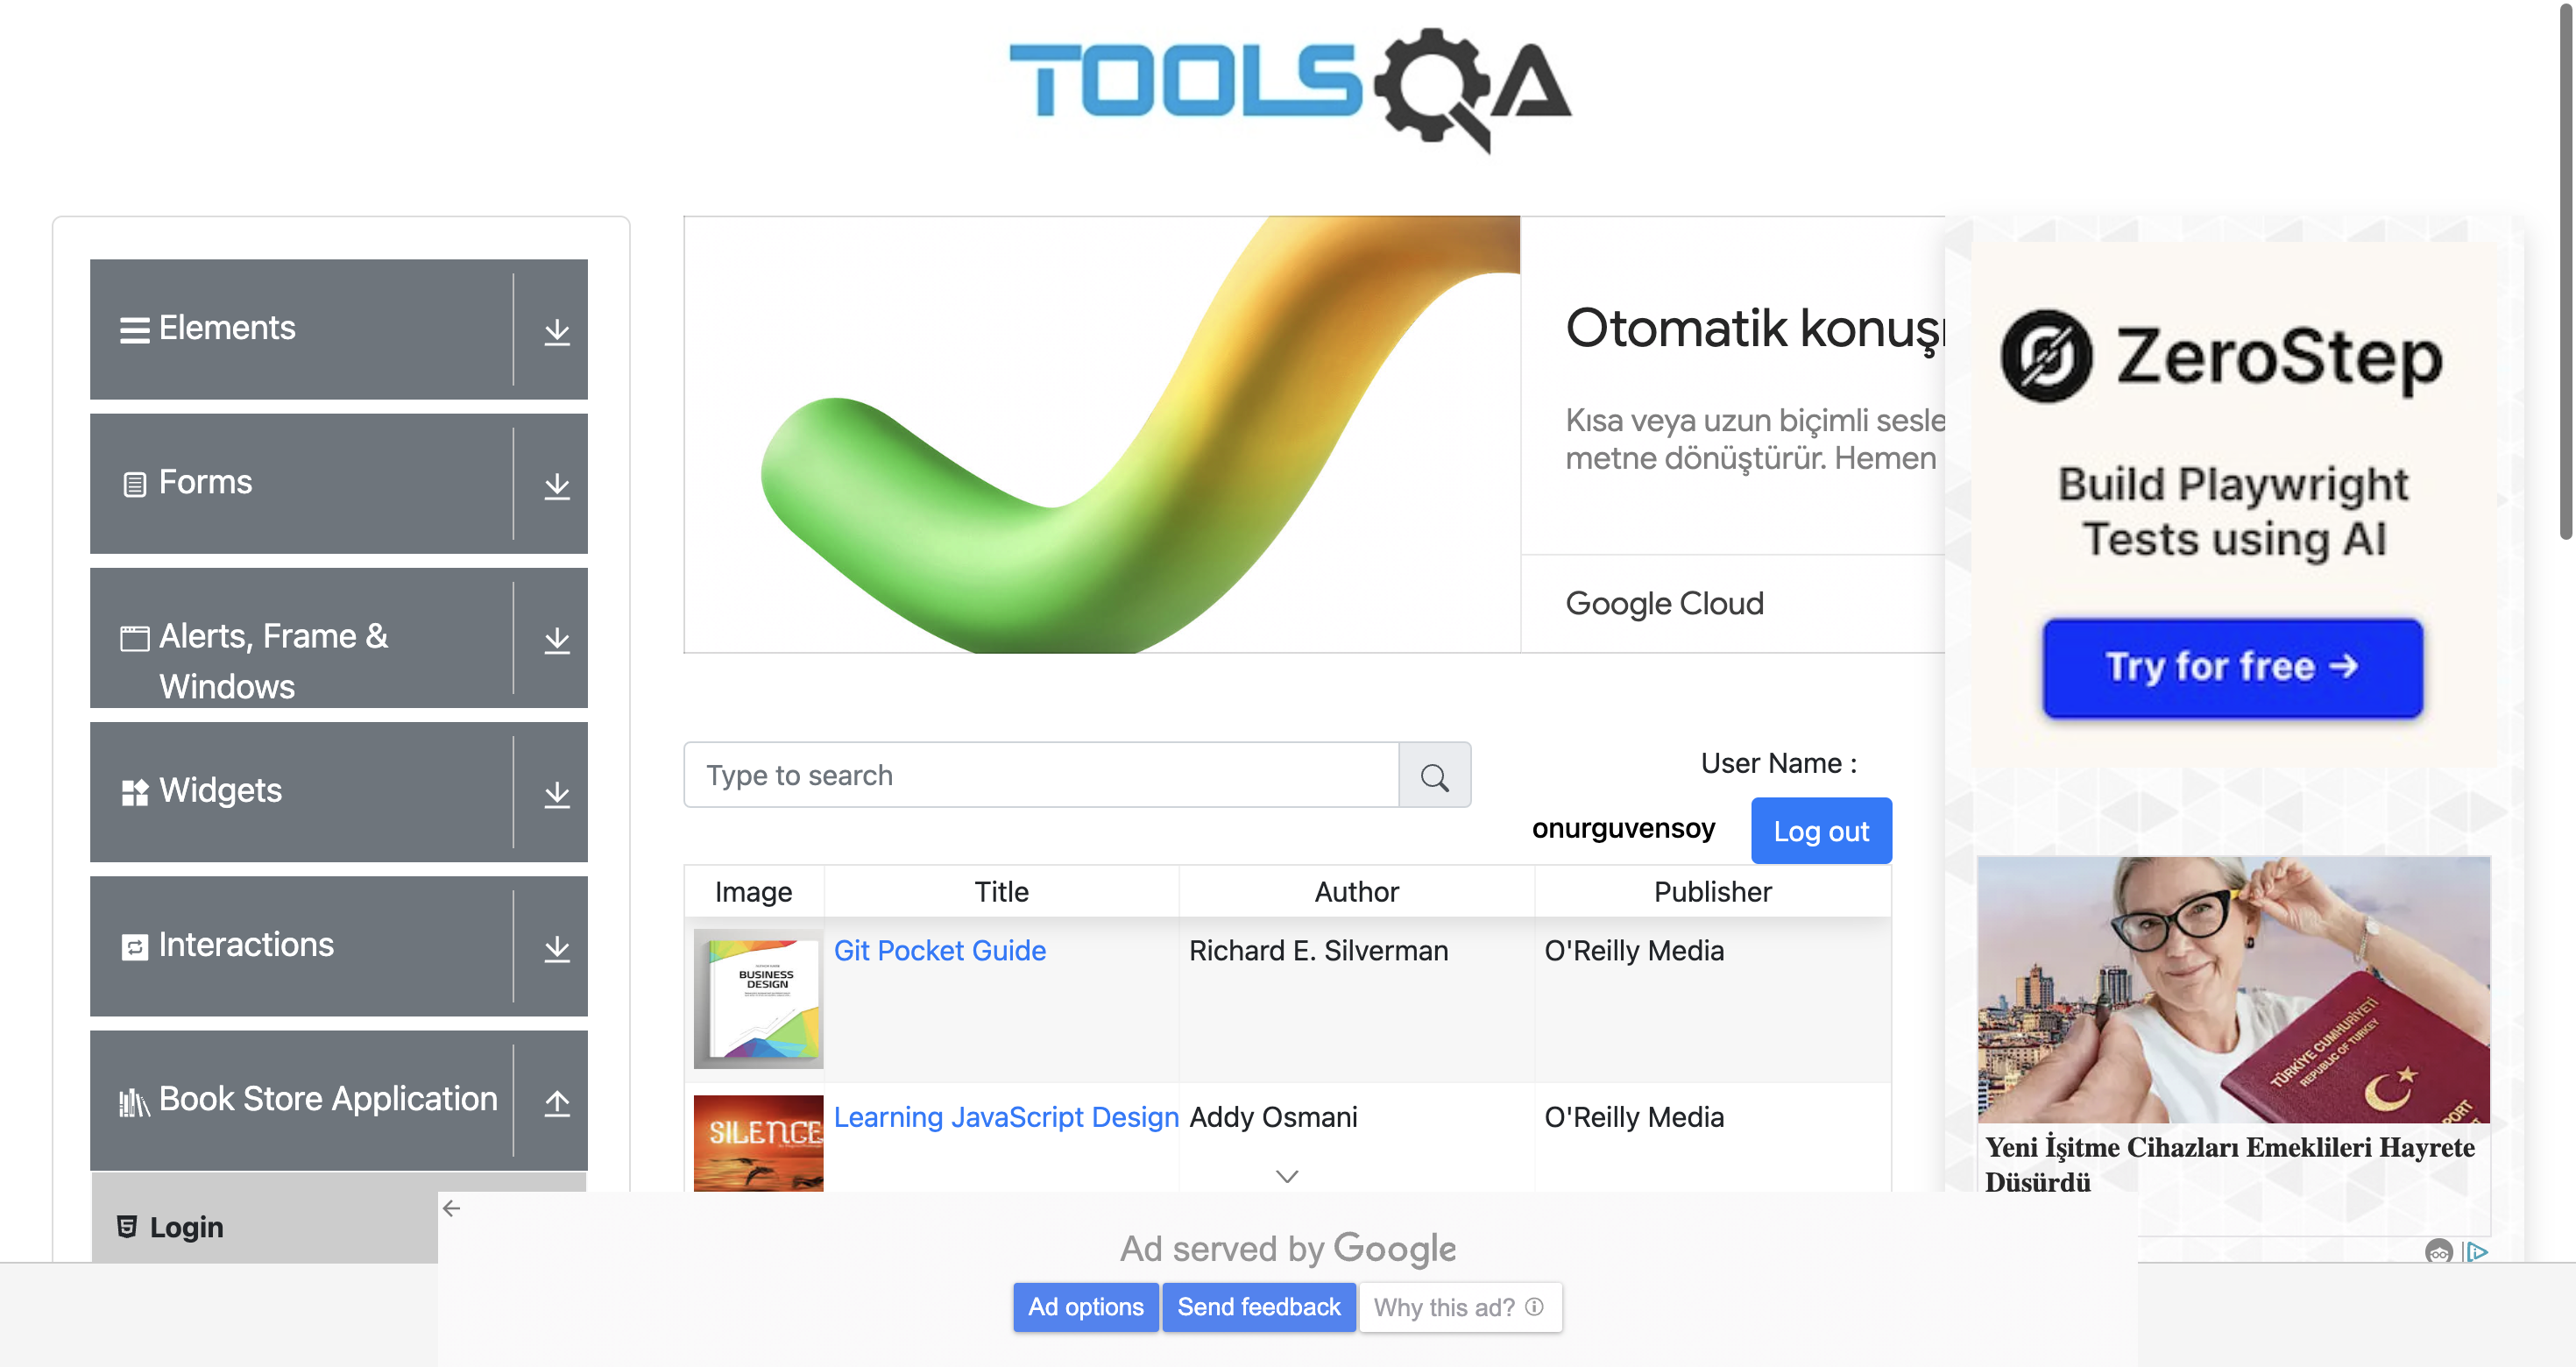 TOOLSQA
Elements
Forms
Alerts, Frame &
Windows
Widgets
Interactions
Book Store Application
Login
Otomatik konuşı
Kısa veya uzun biçimli sesle
metne dönüştürür. Hemen
Google Cloud
Type to search
User Name :
onurguvensoy
Log out
Image Title Author Publisher
BUSINESS
DESIGN
Git Pocket Guide Richard E. Silverman O'Reilly Media
SILENCE
Learning JavaScript Design Addy Osmani O'Reilly Media
ZeroStep
Build Playwright
Tests using AI
Try for free →
TÜRKİYE CUMHURİYETİ
REPUBLIC OF TURKEY
PORT
Yeni İşitme Cihazları Emeklileri Hayrete
Düşürdü
Ad served by Google
Ad options Send feedback Why this ad?